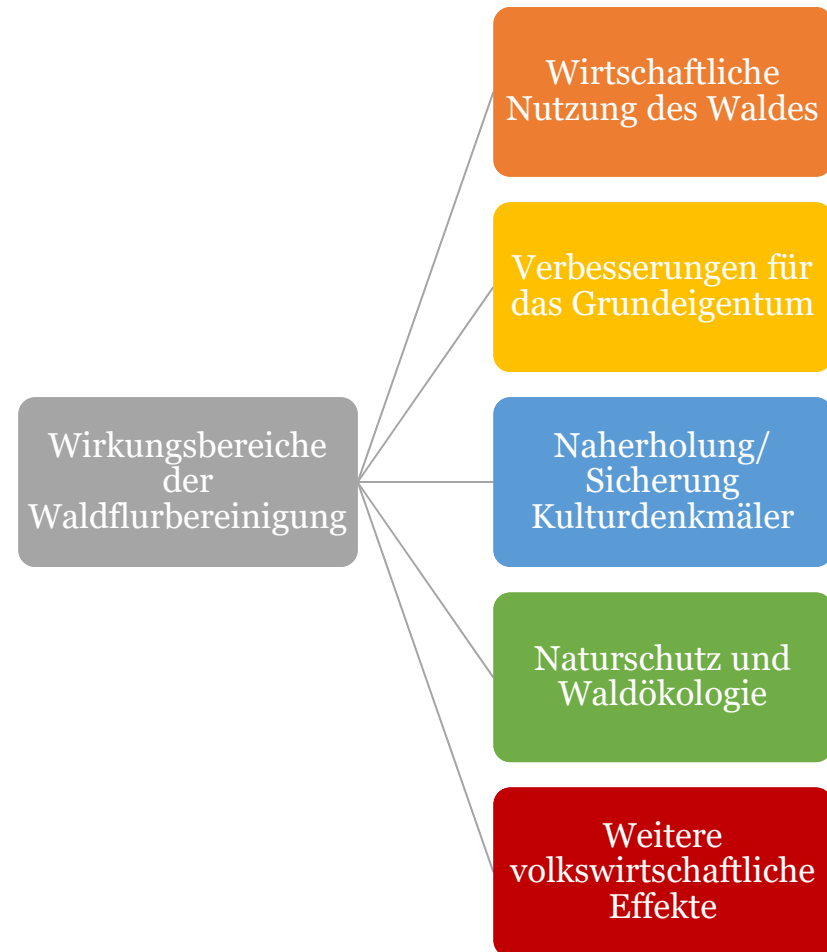 Wirtschaftliche
Nutzung des Waldes
Verbesserungen für
das Grundeigentum
Wirkungsbereiche
der
Waldflurbereinigung
Naherholung/
Sicherung
Kulturdenkmäler
Naturschutz und
Waldökologie
Weitere
volkswirtschaftliche
Effekte